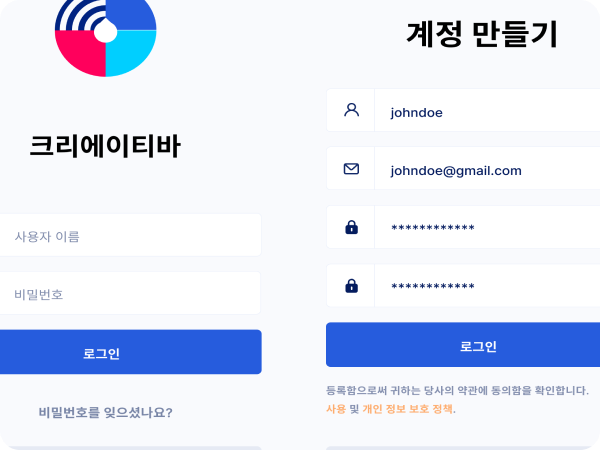 크리에이티바
사용자 이름
비밀번호
로그인
비밀번호를 잊으셨나요?
계정 만들기
johndoe
johndoe@gmail.com
************
************
로그인
등록함으로써 귀하는 당사의 약관에 동의함을 확인합니다.
사용 및 개인 정보 보호 정책.